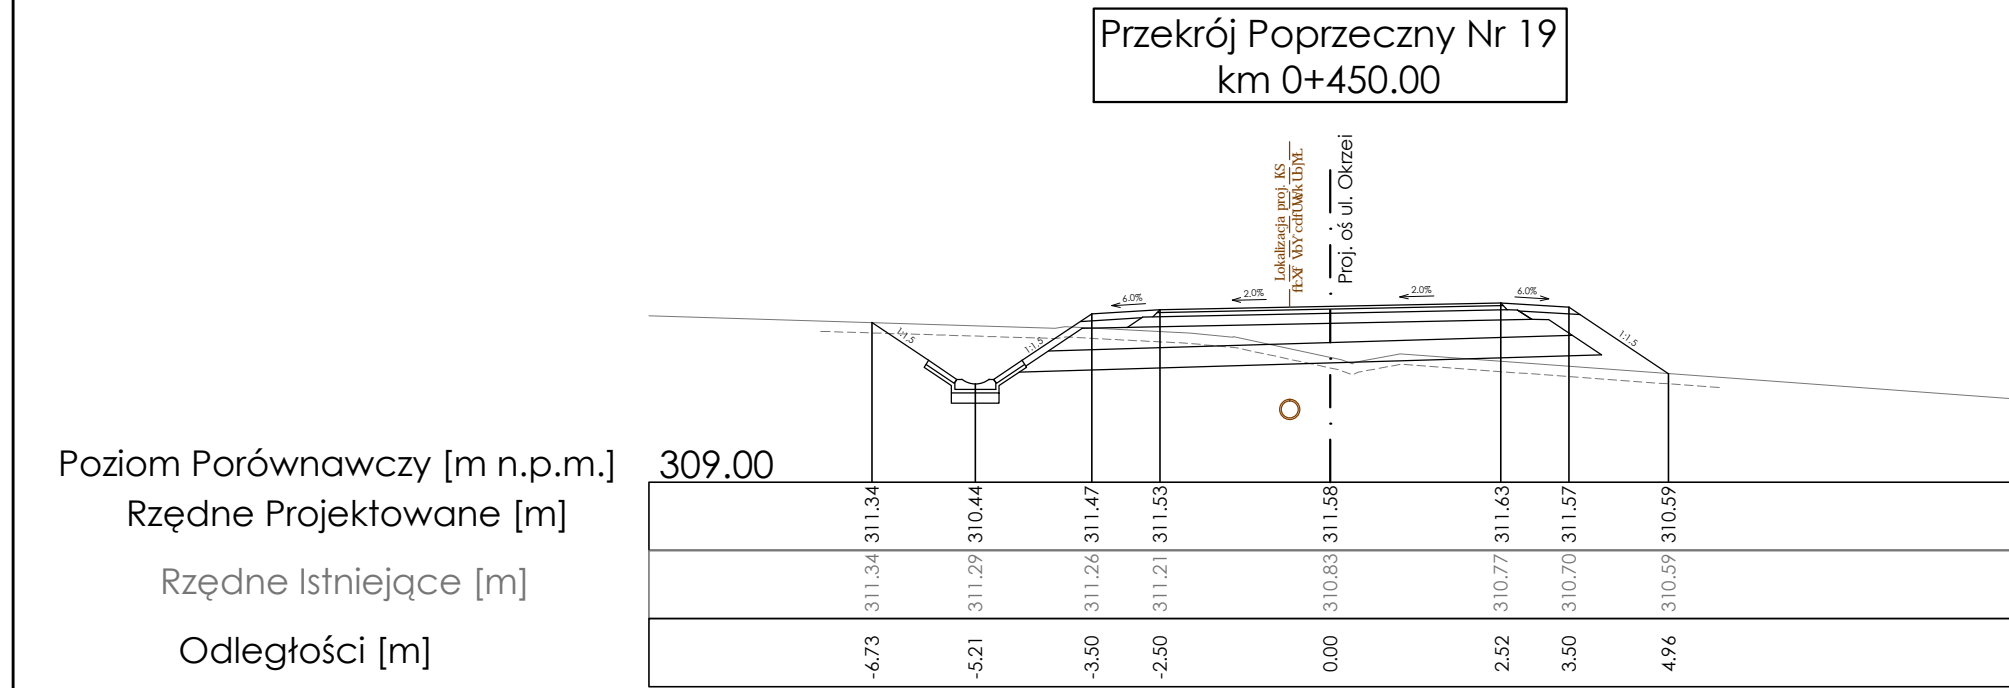 Przekrój Poprzeczny Nr 19
km 0+450.00
Lokalizacja proj. KS
Proj. oś ul. Okrzei
6.0%
2.0%
2.0%
6.0%
1:1.5
1:1.5
1:1.5
Poziom Porównawczy [m n.p.m.] 309.00
Rzędne Projektowane [m] 311.34 310.44 311.47 311.53 311.58 311.63 311.57 310.59
Rzędne Istniejące [m] 311.34 311.29 311.26 311.21 310.83 310.77 310.70 310.59
Odległości [m] -6.73 -5.21 -3.50 -2.50 0.00 2.52 3.50 4.96